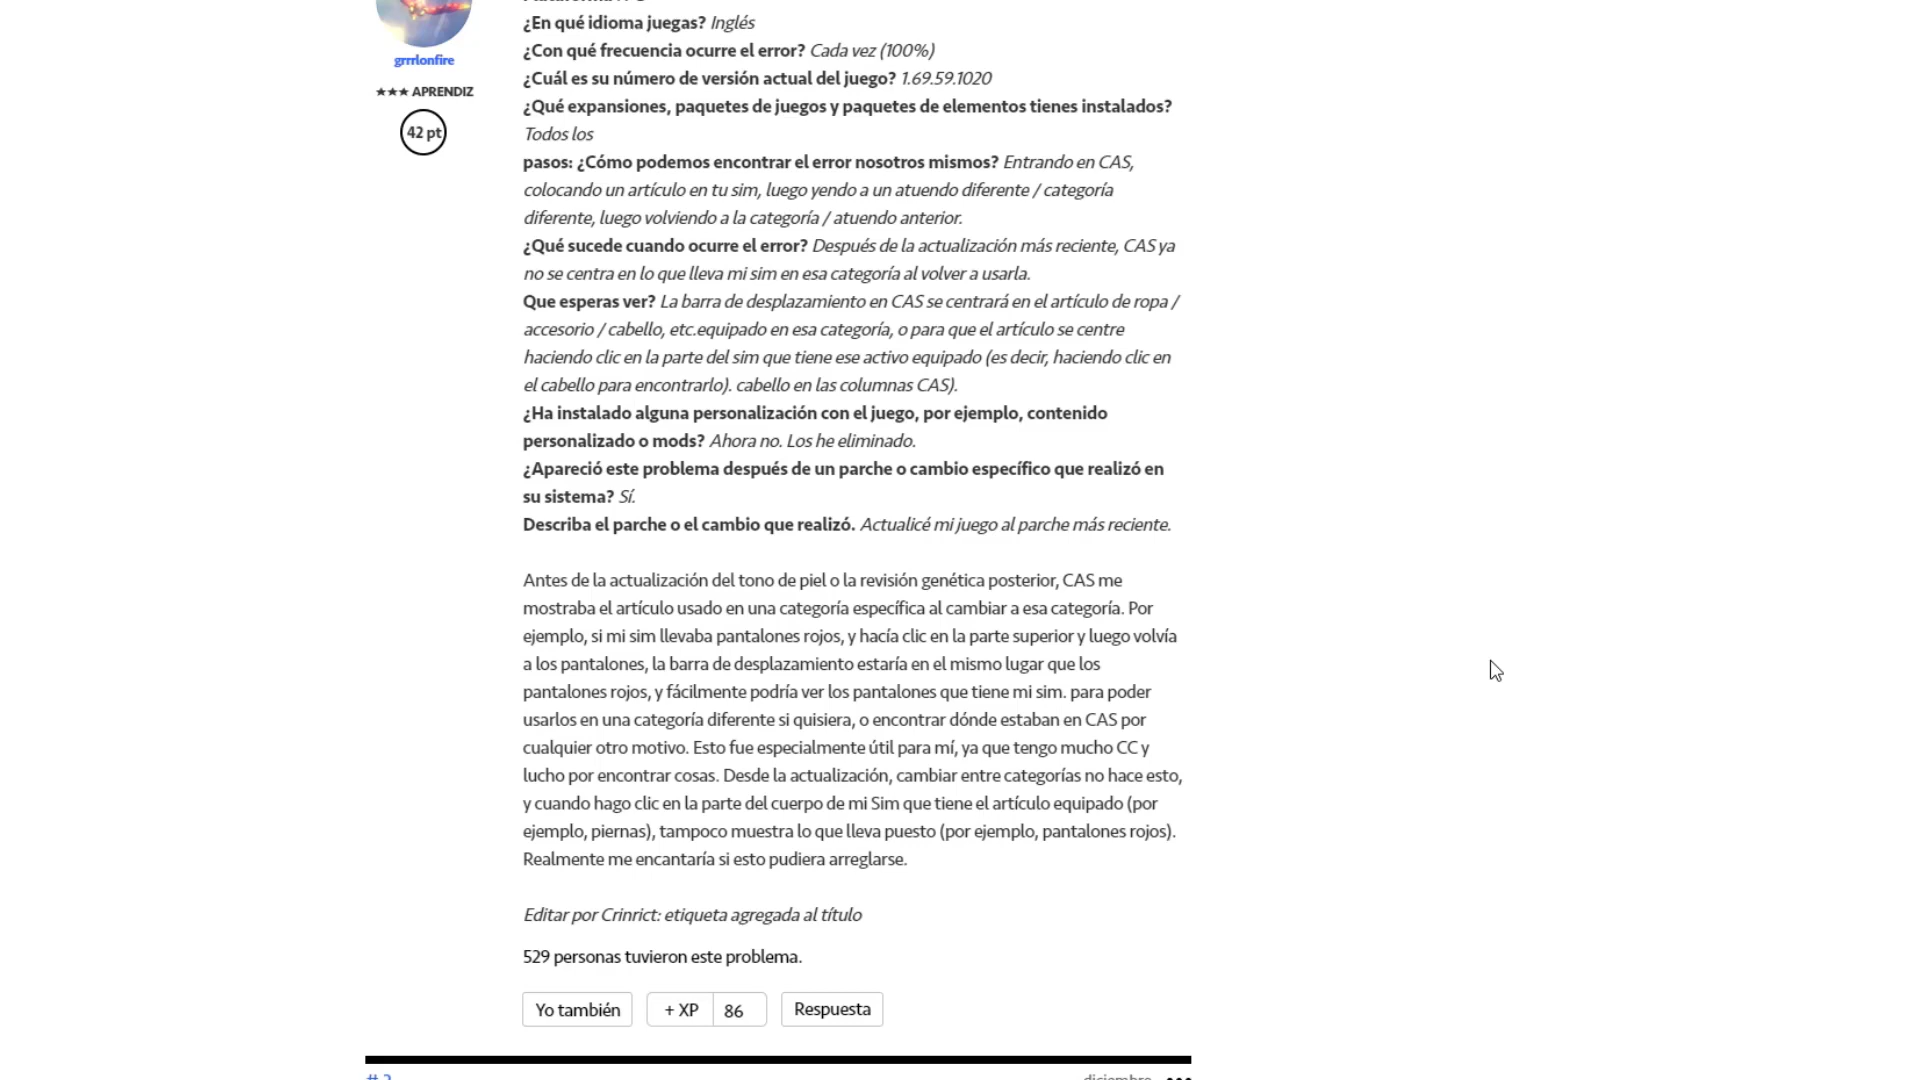 ¿En qué idioma juegas? Inglés
grrrlonfire
¿Con qué frecuencia ocurre el error? Cada vez (100%)
¿Cuál es su número de versión actual del juego? 1.69.59.1020
★★★ APRENDIZ
42 pt
¿Qué expansiones, paquetes de juegos y paquetes de elementos tienes instalados?
Todos los
pasos: ¿Cómo podemos encontrar el error nosotros mismos? Entrando en CAS,
colocando un artículo en tu sim, luego yendo a un atuendo diferente / categoría
diferente, luego volviendo a la categoría / atuendo anterior.
¿Qué sucede cuando ocurre el error? Después de la actualización más reciente, CAS ya
no se centra en lo que lleva mi sim en esa categoría al volver a usarla.
Que esperas ver? La barra de desplazamiento en CAS se centrará en el artículo de ropa /
accesorio / cabello, etc.equipado en esa categoría, o para que el artículo se centre
haciendo clic en la parte del sim que tiene ese activo equipado (es decir, haciendo clic en
el cabello para encontrarlo). cabello en las columnas CAS).
¿Ha instalado alguna personalización con el juego, por ejemplo, contenido
personalizado o mods? Ahora no. Los he eliminado.
¿Apareció este problema después de un parche o cambio específico que realizó en
su sistema? Sí.
Describa el parche o el cambio que realizó. Actualicé mi juego al parche más reciente.
Antes de la actualización del tono de piel o la revisión genética posterior, CAS me
mostraba el artículo usado en una categoría específica al cambiar a esa categoría. Por
ejemplo, si mi sim llevaba pantalones rojos, y hacía clic en la parte superior y luego volvía
a los pantalones, la barra de desplazamiento estaría en el mismo lugar que los
pantalones rojos, y fácilmente podría ver los pantalones que tiene mi sim. para poder
usarlos en una categoría diferente si quisiera, o encontrar dónde estaban en CAS por
cualquier otro motivo. Esto fue especialmente útil para mí, ya que tengo mucho CC y
lucho por encontrar cosas. Desde la actualización, cambiar entre categorías no hace esto,
y cuando hago clic en la parte del cuerpo de mi Sim que tiene el artículo equipado (por
ejemplo, piernas), tampoco muestra lo que lleva puesto (por ejemplo, pantalones rojos).
Realmente me encantaría si esto pudiera arreglarse.
Editar por Crinrict: etiqueta agregada al título
529 personas tuvieron este problema.
Yo también
+ XP 86
Respuesta
diciembre